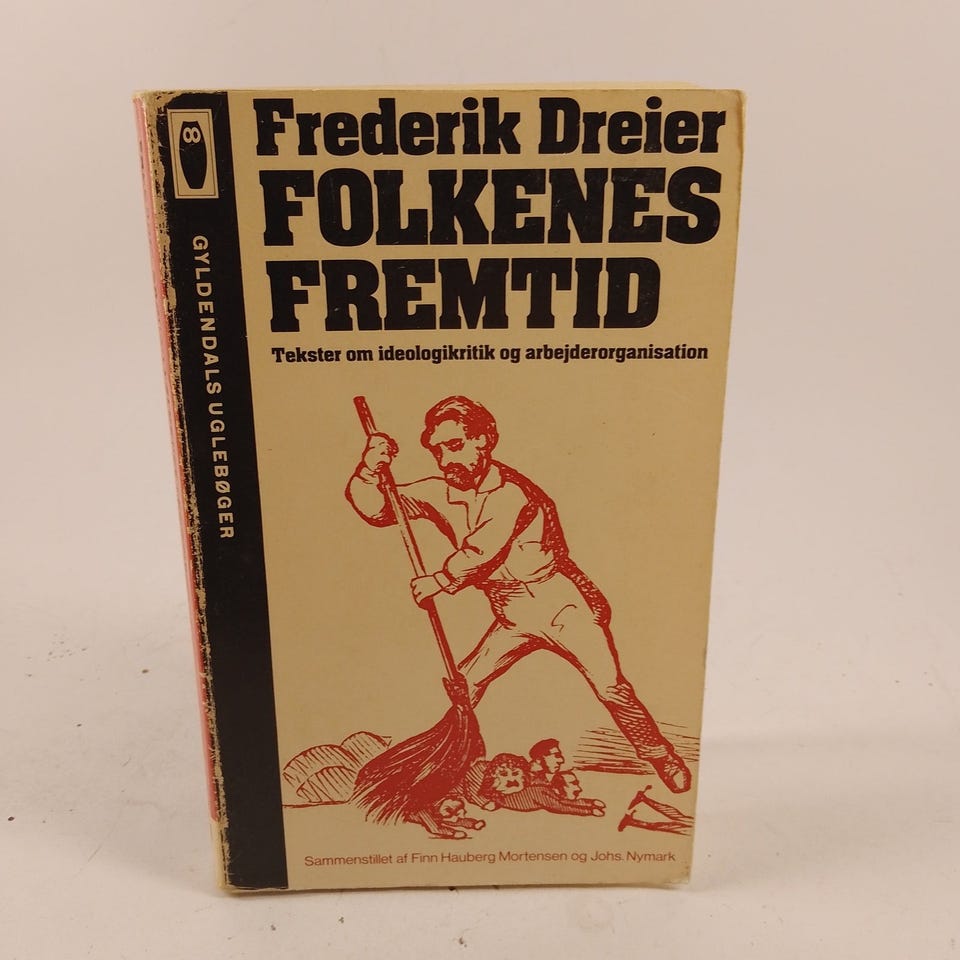 Frederik Dreier
FOLKENES
FREMTID
Tekster om ideologikritik og arbejderorganisation
GYLDENDALS UGLEBØGER
Sammenstillet af Finn Hauberg Mortensen og Johs. Nymark